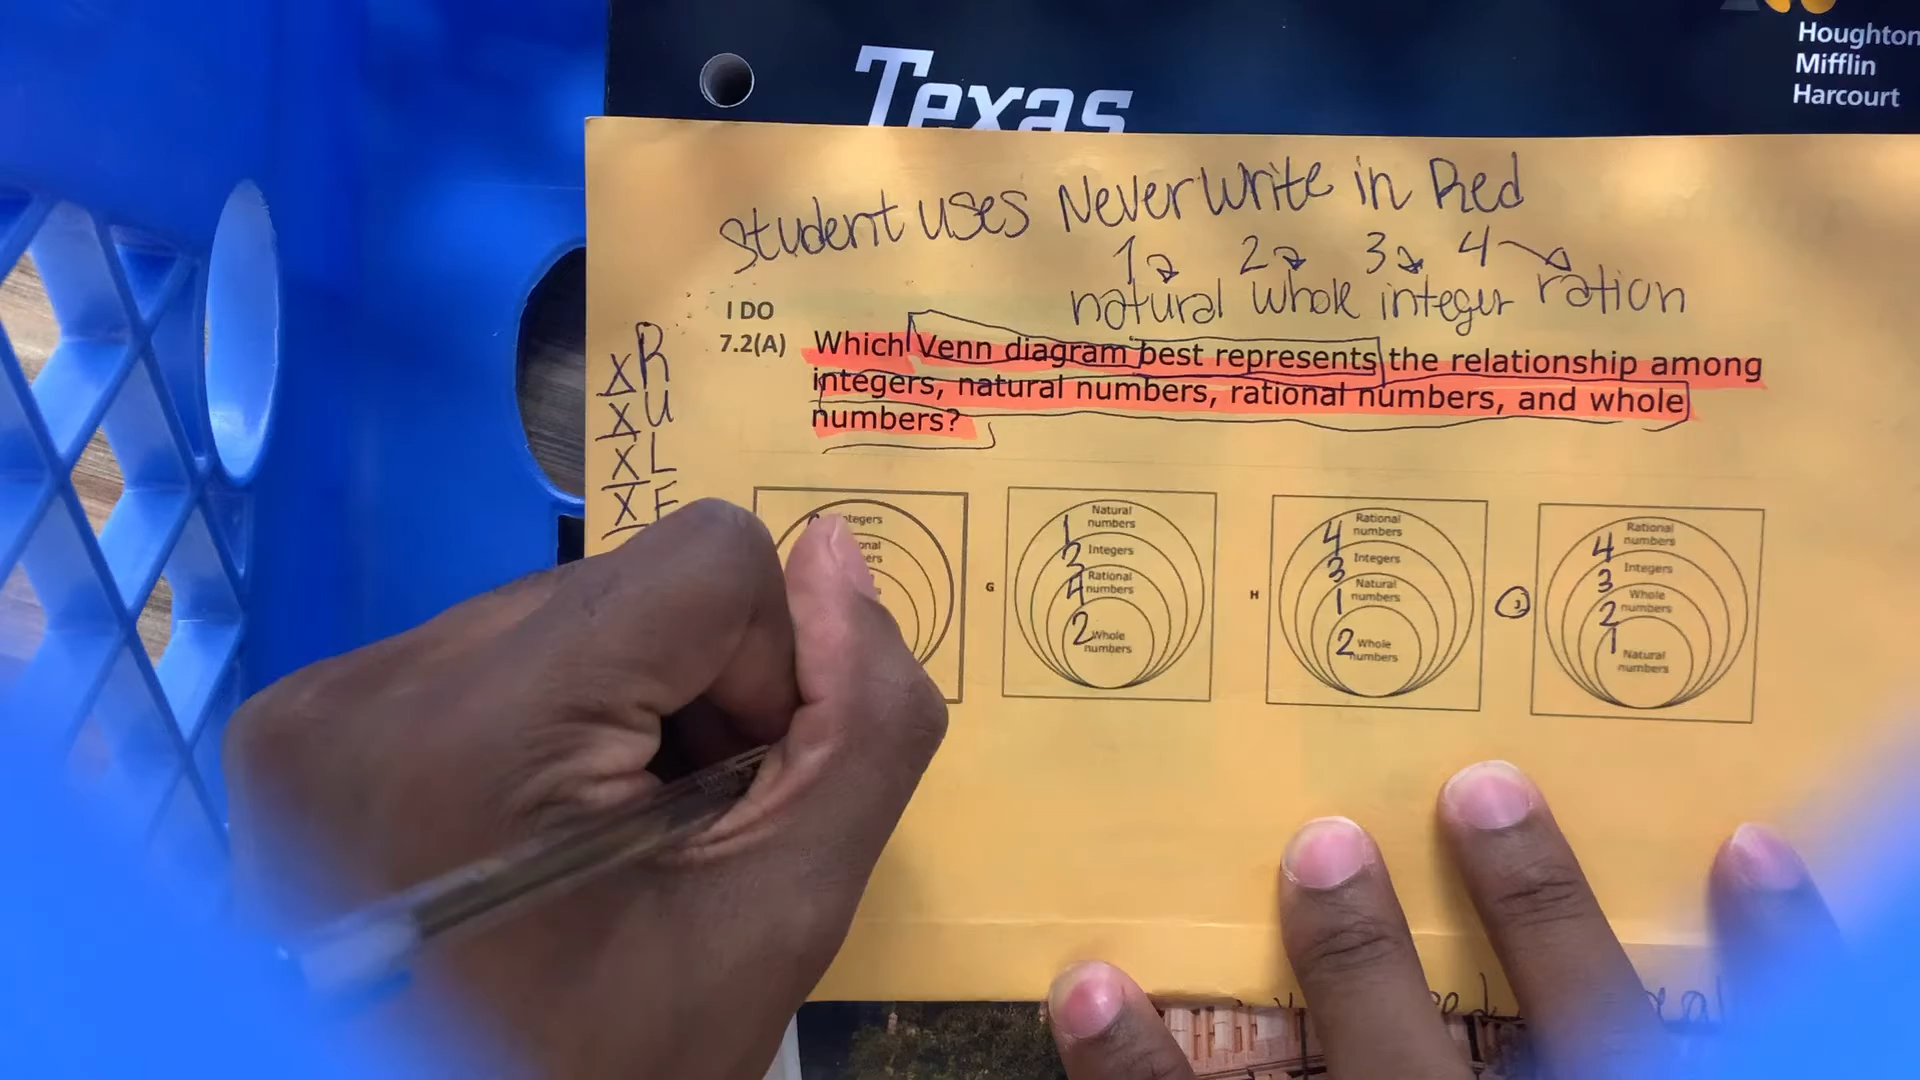 Houghton
Mifflin
Harcourt
Texas
Student uses Never Write in Red
1 2 3 4
natural whole integer ration
I DO
7.2(A) Which Venn diagram best represents the relationship among
integers, natural numbers, rational numbers, and whole
numbers?
X R
X U
X L
X E
G
Natural
numbers
1
Integers
3
Rational
numbers
4
Whole
numbers
2
H
Rational
numbers
4
Integers
3
Natural
numbers
1
Whole
numbers
2
J
Rational
numbers
4
Integers
3
Whole
numbers
2
Natural
numbers
1